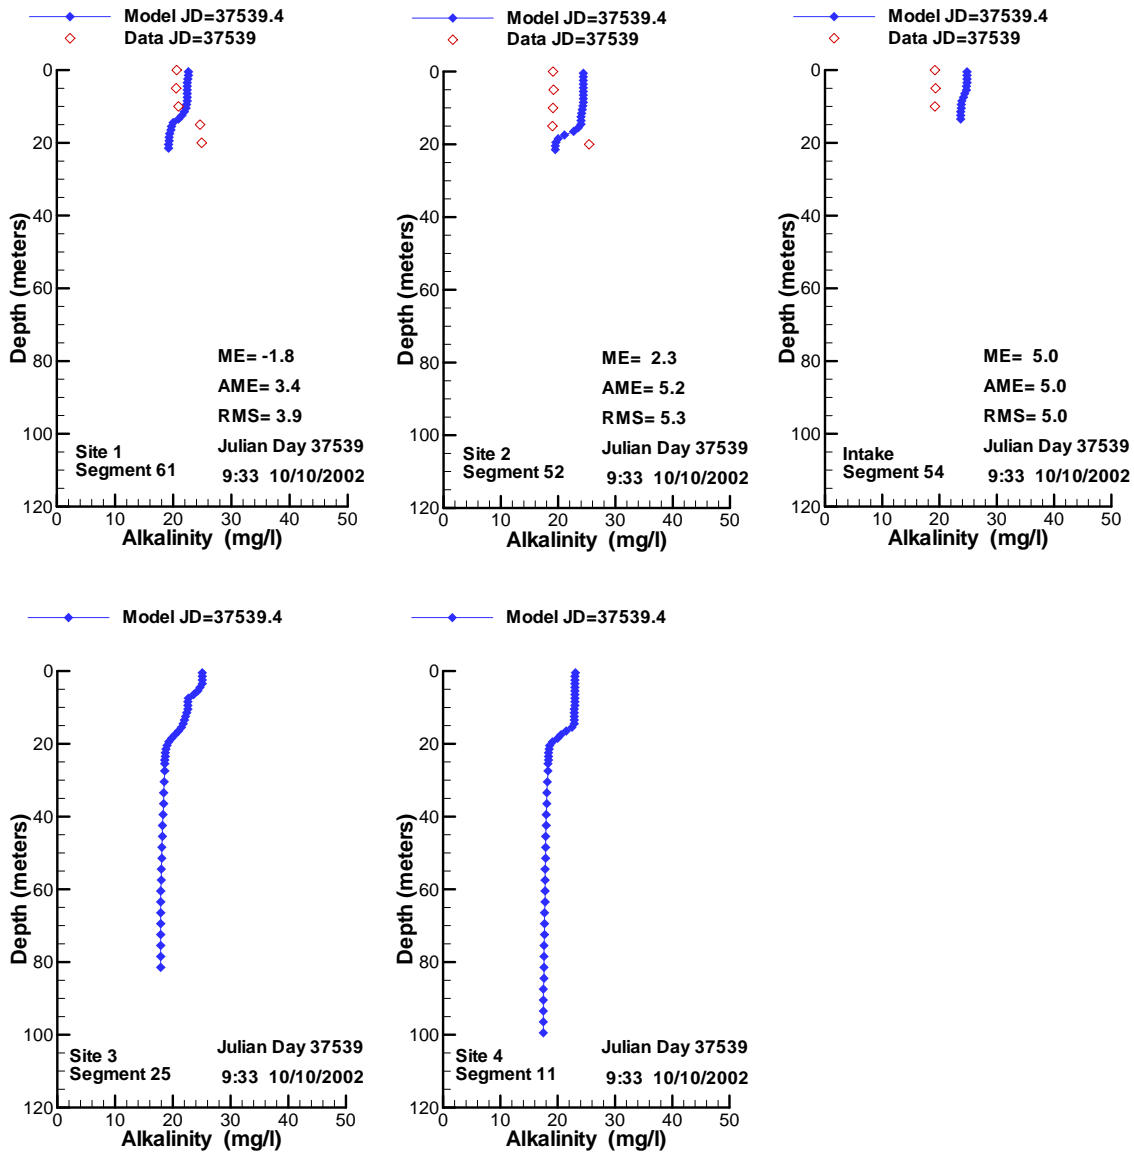 Model JD=37539.4
Data JD=37539
0
20
40
60
80
100
120
Depth (meters)
ME= -1.8
AME= 3.4
RMS= 3.9
Site 1
Segment 61
Julian Day 37539
9:33 10/10/2002
0 10 20 30 40 50
Alkalinity (mg/l)
Model JD=37539.4
Data JD=37539
0
20
40
60
80
100
120
Depth (meters)
ME= 2.3
AME= 5.2
RMS= 5.3
Site 2
Segment 52
Julian Day 37539
9:33 10/10/2002
0 10 20 30 40 50
Alkalinity (mg/l)
Model JD=37539.4
Data JD=37539
0
20
40
60
80
100
120
Depth (meters)
ME= 5.0
AME= 5.0
RMS= 5.0
Intake
Segment 54
Julian Day 37539
9:33 10/10/2002
0 10 20 30 40 50
Alkalinity (mg/l)
Model JD=37539.4
0
20
40
60
80
100
120
Depth (meters)
Site 3
Segment 25
Julian Day 37539
9:33 10/10/2002
0 10 20 30 40 50
Alkalinity (mg/l)
Model JD=37539.4
0
20
40
60
80
100
120
Depth (meters)
Site 4
Segment 11
Julian Day 37539
9:33 10/10/2002
0 10 20 30 40 50
Alkalinity (mg/l)